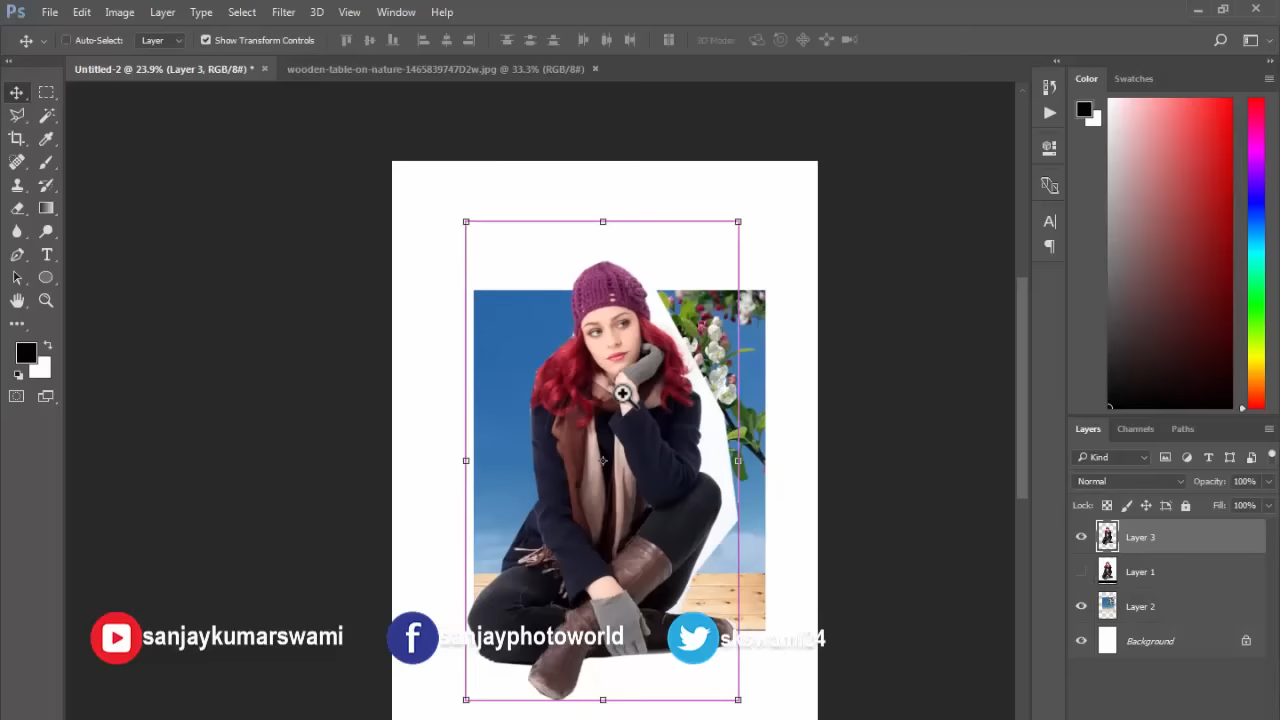 Ps File Edit Image Layer Type Select Filter 3D View Window Help
Auto-Select: Layer Show Transform Controls 3D Mode:
Untitled-2 @ 23.9% (Layer 3, RGB/8#) * × wooden-table-on-nature-1465839747D2w.jpg @ 33.3% (RGB/8#) ×
Color Swatches
Layers Channels Paths
Kind
Normal Opacity: 100%
Lock: Fill: 100%
Layer 3
Layer 1
Layer 2
Background
sanjaykumarswami sanjayphotoworld